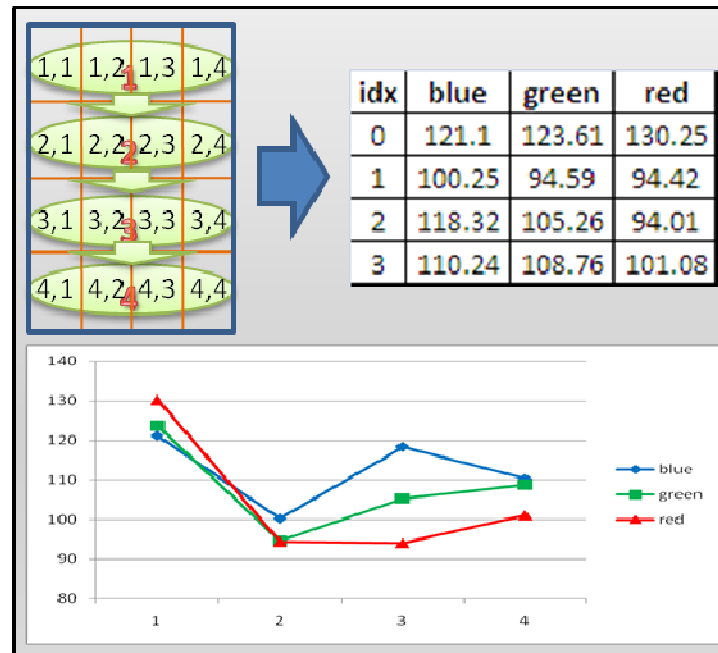 1,1 1,2 1,3 1,4
1
2,1 2,2 2,3 2,4
2
3,1 3,2 3,3 3,4
3
4,1 4,2 4,3 4,4
4
idx blue green red
0 121.1 123.61 130.25
1 100.25 94.59 94.42
2 118.32 105.26 94.01
3 110.24 108.76 101.08
140
130
120
110
100
90
80
1 2 3 4
blue
green
red